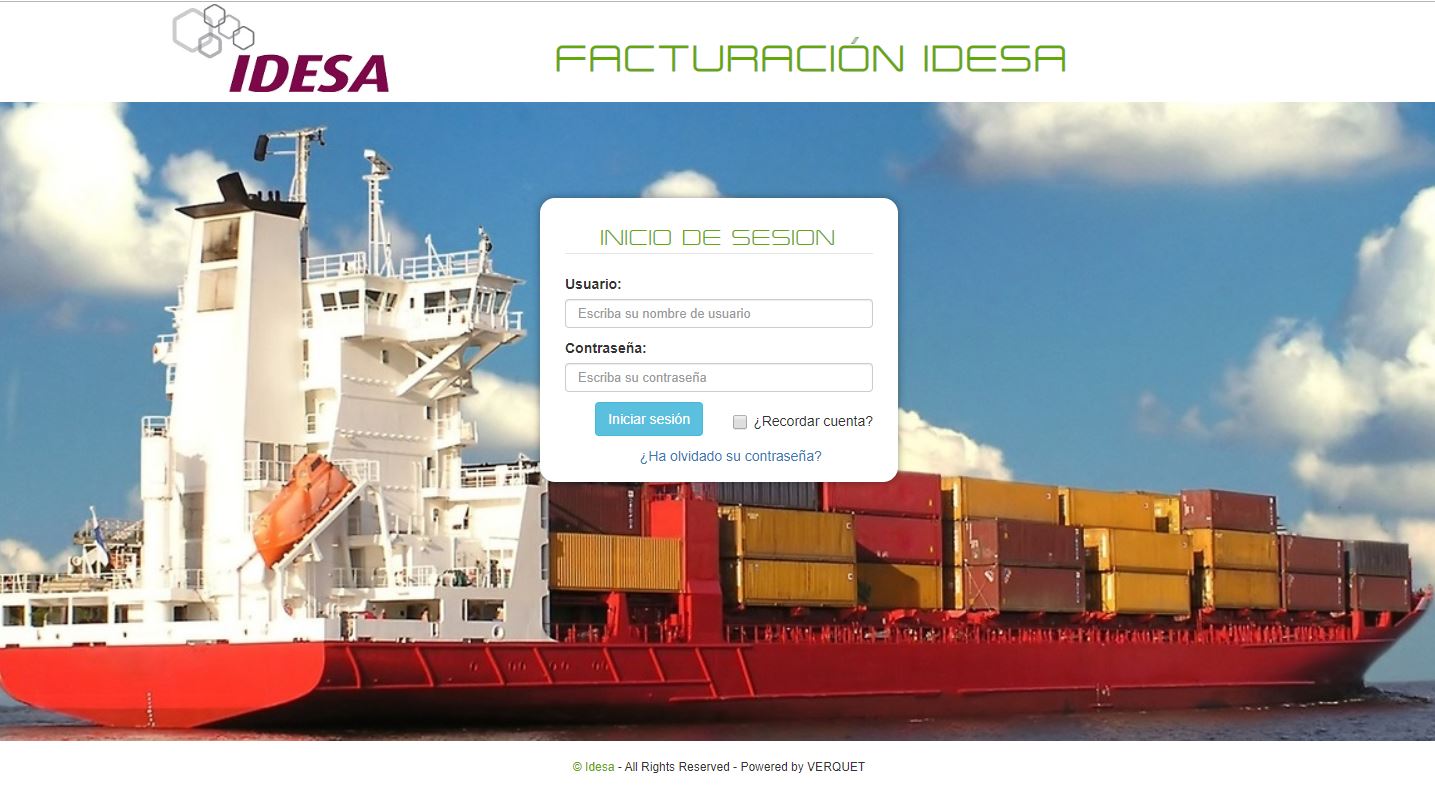 IDESA
FACTURACIÓN IDESA
INICIO DE SESION
Usuario:
Escriba su nombre de usuario
Contraseña:
Escriba su contraseña
Iniciar sesión ¿Recordar cuenta?
¿Ha olvidado su contraseña?
© Idesa - All Rights Reserved - Powered by VERQUET